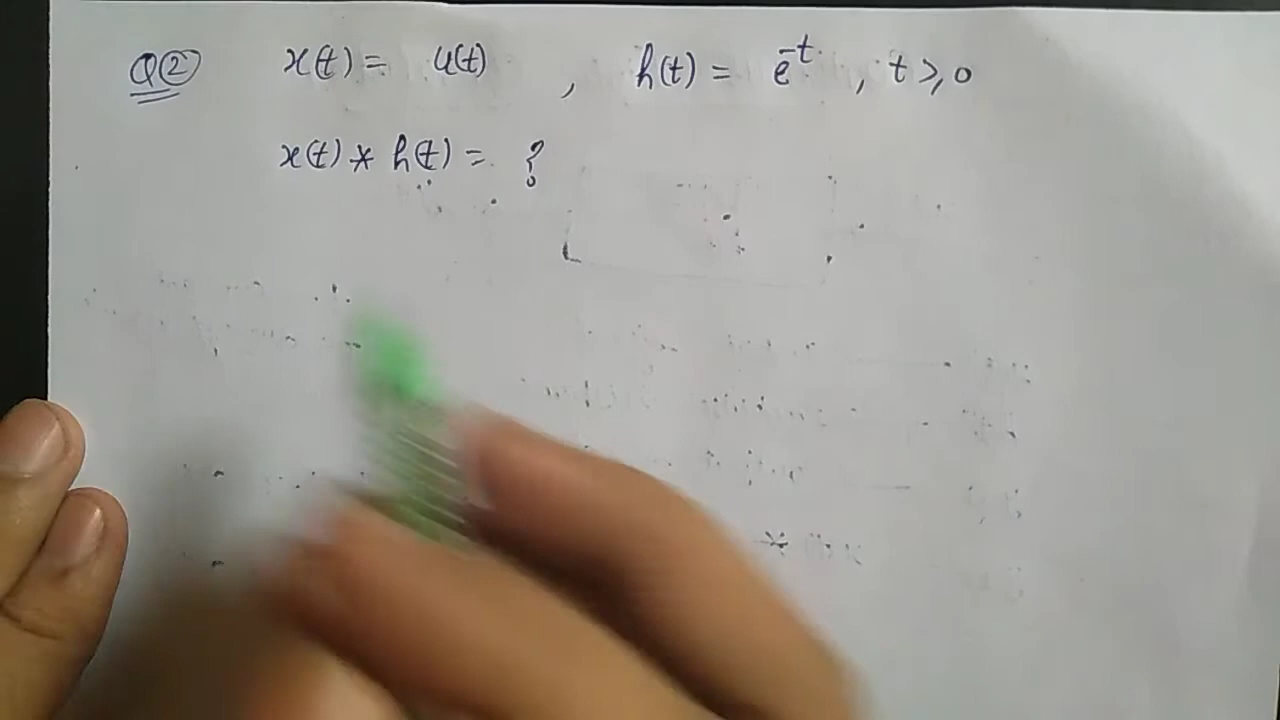 Q② x(t) = u(t) , h(t) = e^-t , t ≥ 0
x(t) * h(t) = ?